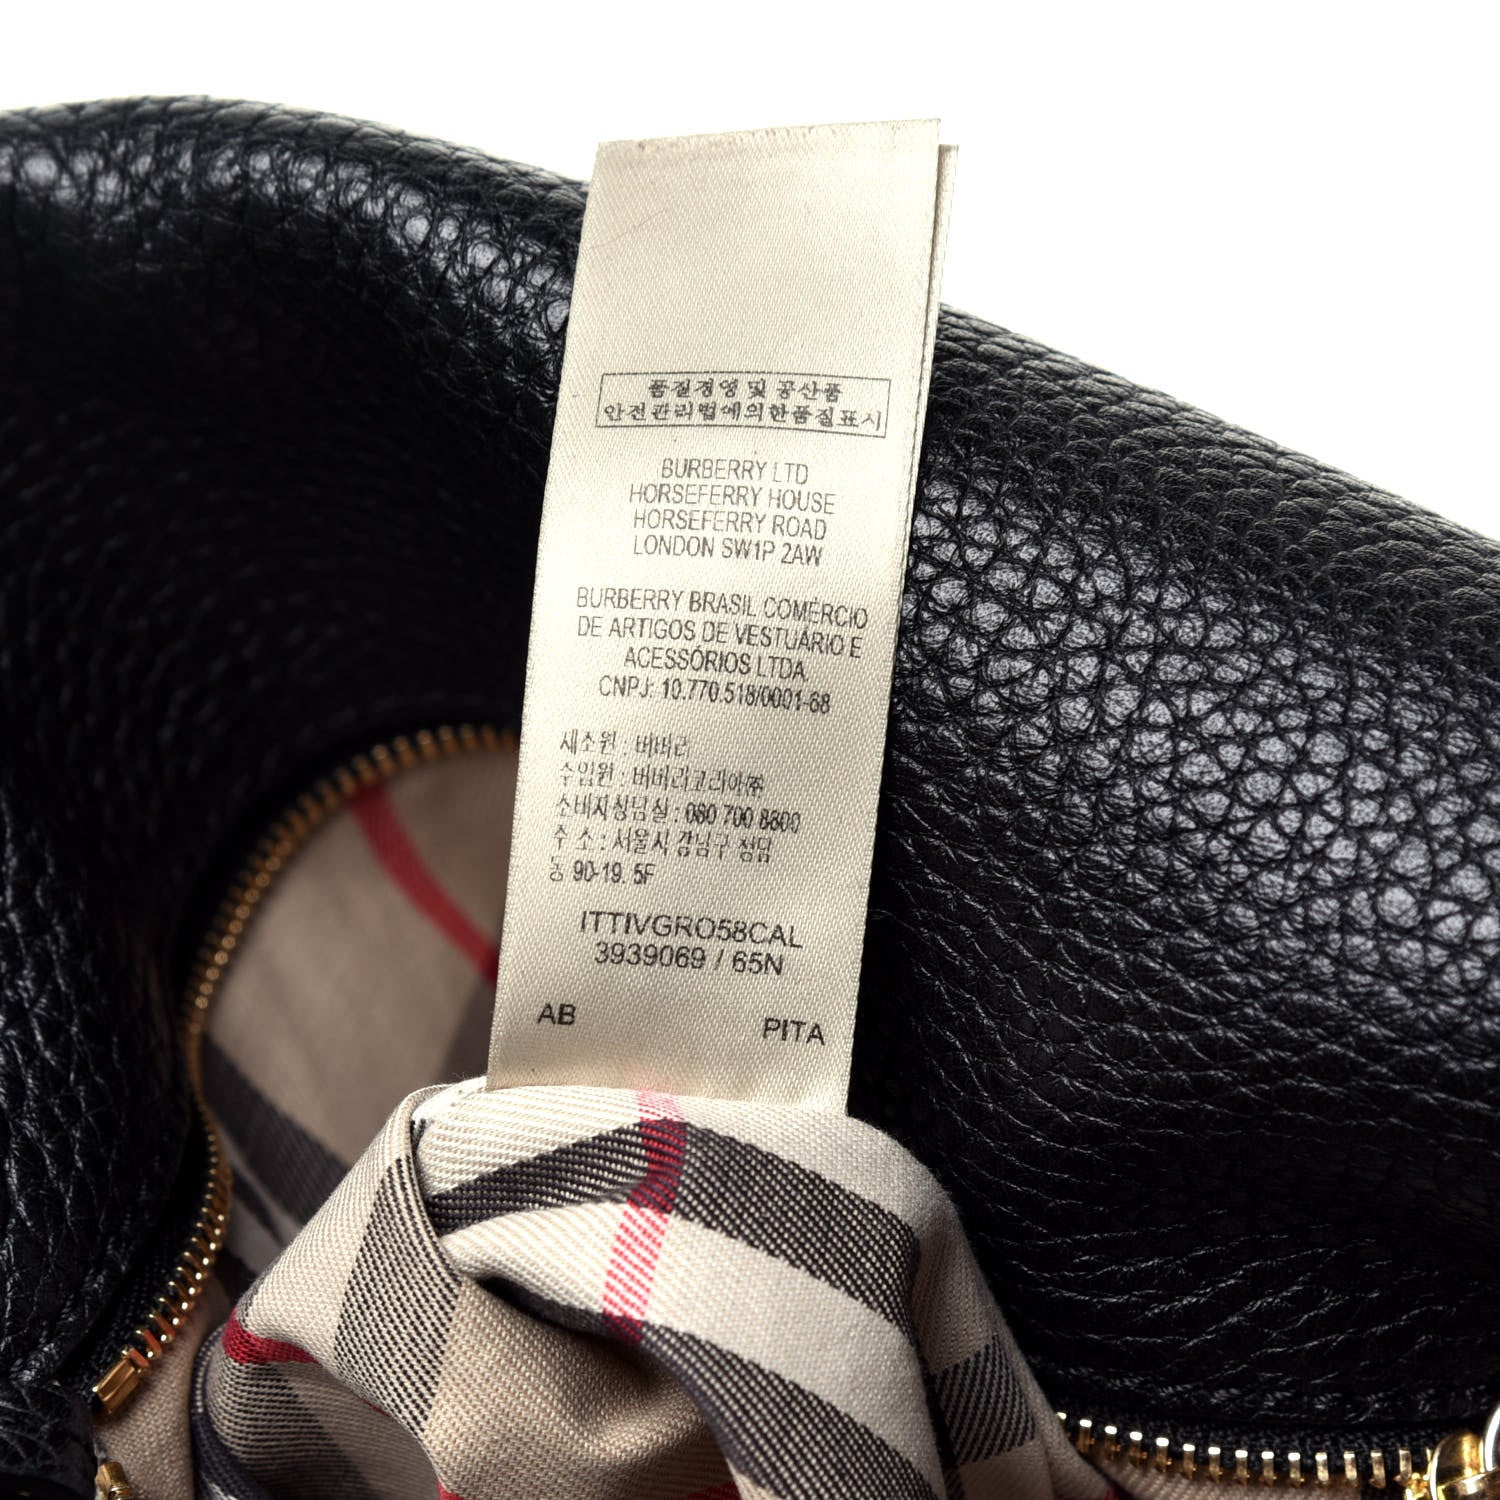 품질경영 및 공산품
안전관리법에의한품질표시
BURBERRY LTD
HORSEFERRY HOUSE
HORSEFERRY ROAD
LONDON SW1P 2AW
BURBERRY BRASIL COMÉRCIO
DE ARTIGOS DE VESTUÁRIO E
ACESSÓRIOS LTDA
CNPJ: 10.770.518/0001-68
제조원 : 버버리
수입원 : 버버리코리아㈜
소비자상담실 : 080 700 8800
주 소 : 서울시 강남구 청담
동 90-19. 5F
ITTIVGRO58CAL
3939069 / 65N
AB PITA